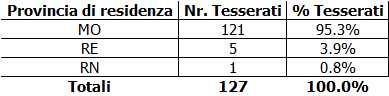 Provincia di residenza Nr. Tesserati % Tesserati
MO 121 95.3%
RE 5 3.9%
RN 1 0.8%
Totali 127 100.0%